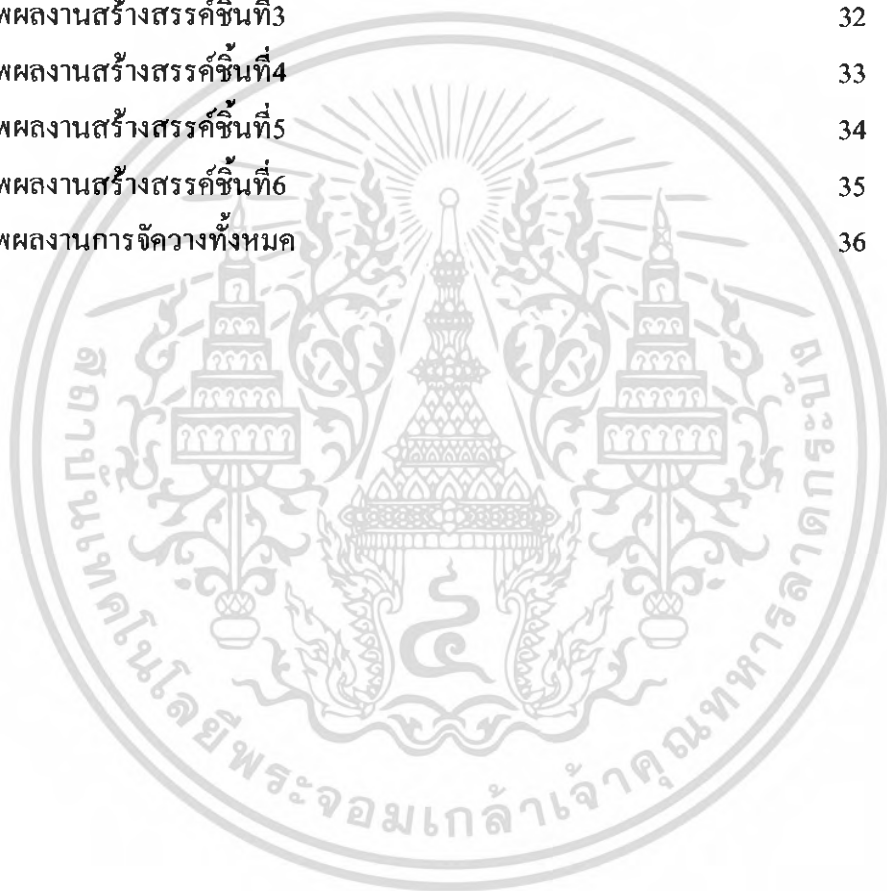 พผลงานสร้างสรรค์ชิ้นที่3 32
พผลงานสร้างสรรค์ชิ้นที่4 33
พผลงานสร้างสรรค์ชิ้นที่5 34
พผลงานสร้างสรรค์ชิ้นที่6 35
พผลงานการจัดวางทั้งหมด 36
สถาบันเทคโนโลยีพระจอมเกล้าเจ้าคุณทหารลาดกระบัง
๔